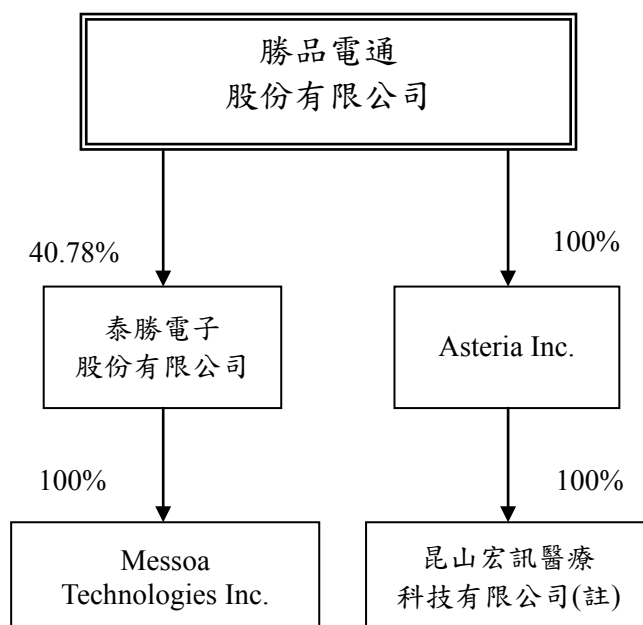 勝品電通
股份有限公司
40.78%
100%
泰勝電子
股份有限公司
Asteria Inc.
100%
100%
Messoa
Technologies Inc.
昆山宏訊醫療
科技有限公司(註)